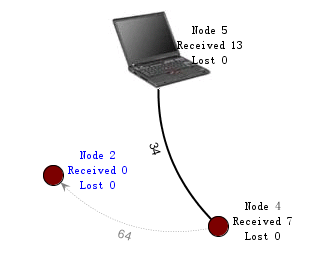 Node 5
Received 13
Lost 0
34
Node 2
Received 0
Lost 0
Node 4
Received 7
Lost 0
64